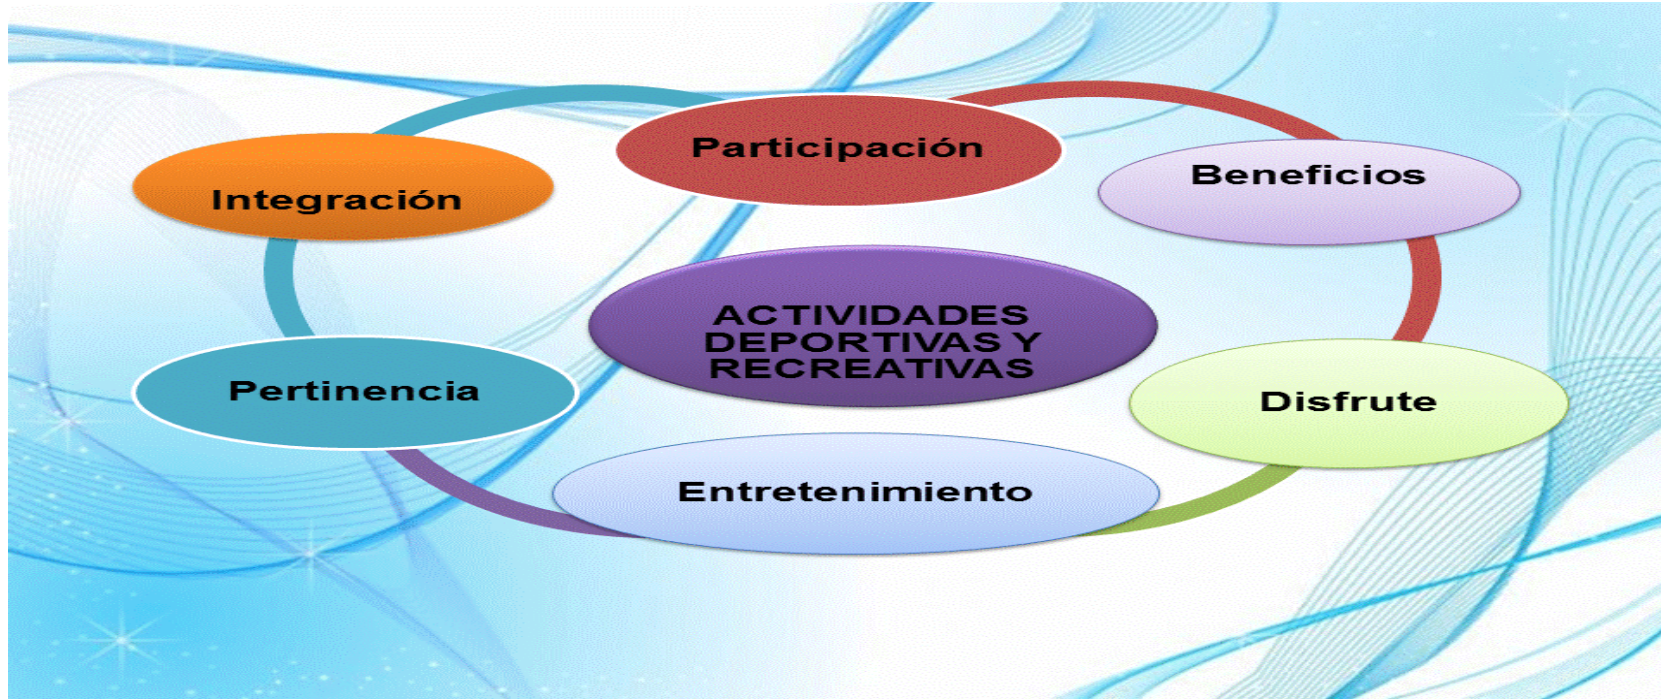 Participación
Beneficios
Integración
ACTIVIDADES
DEPORTIVAS Y
RECREATIVAS
Pertinencia
Disfrute
Entretenimiento